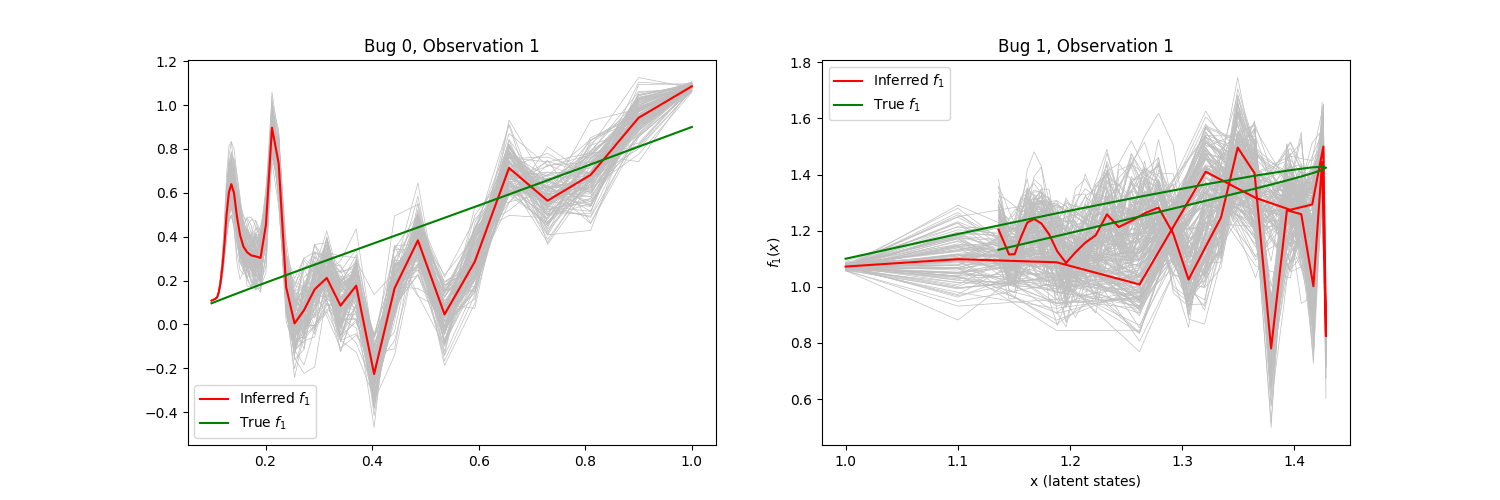 Bug 0, Observation 1
1.2
1.0
0.8
0.6
0.4
0.2
0.0
−0.2
−0.4
Inferred f₁
True f₁
0.2 0.4 0.6 0.8 1.0
Bug 1, Observation 1
Inferred f₁
True f₁
1.8
1.6
1.4
1.2
1.0
0.8
0.6
f₁(x)
1.0 1.1 1.2 1.3 1.4
x (latent states)